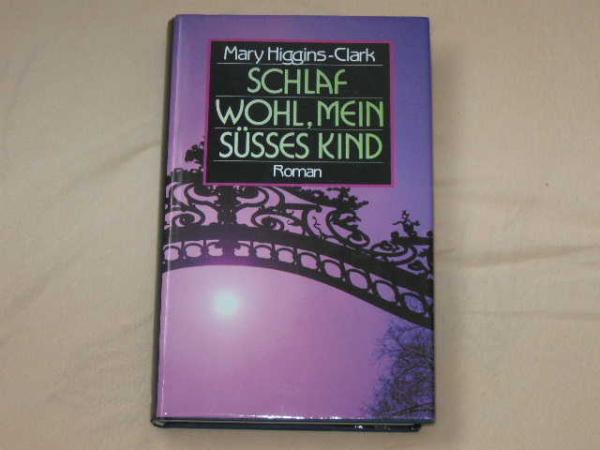 Mary Higgins-Clark
SCHLAF
WOHL, MEIN
SÜSSES KIND
Roman